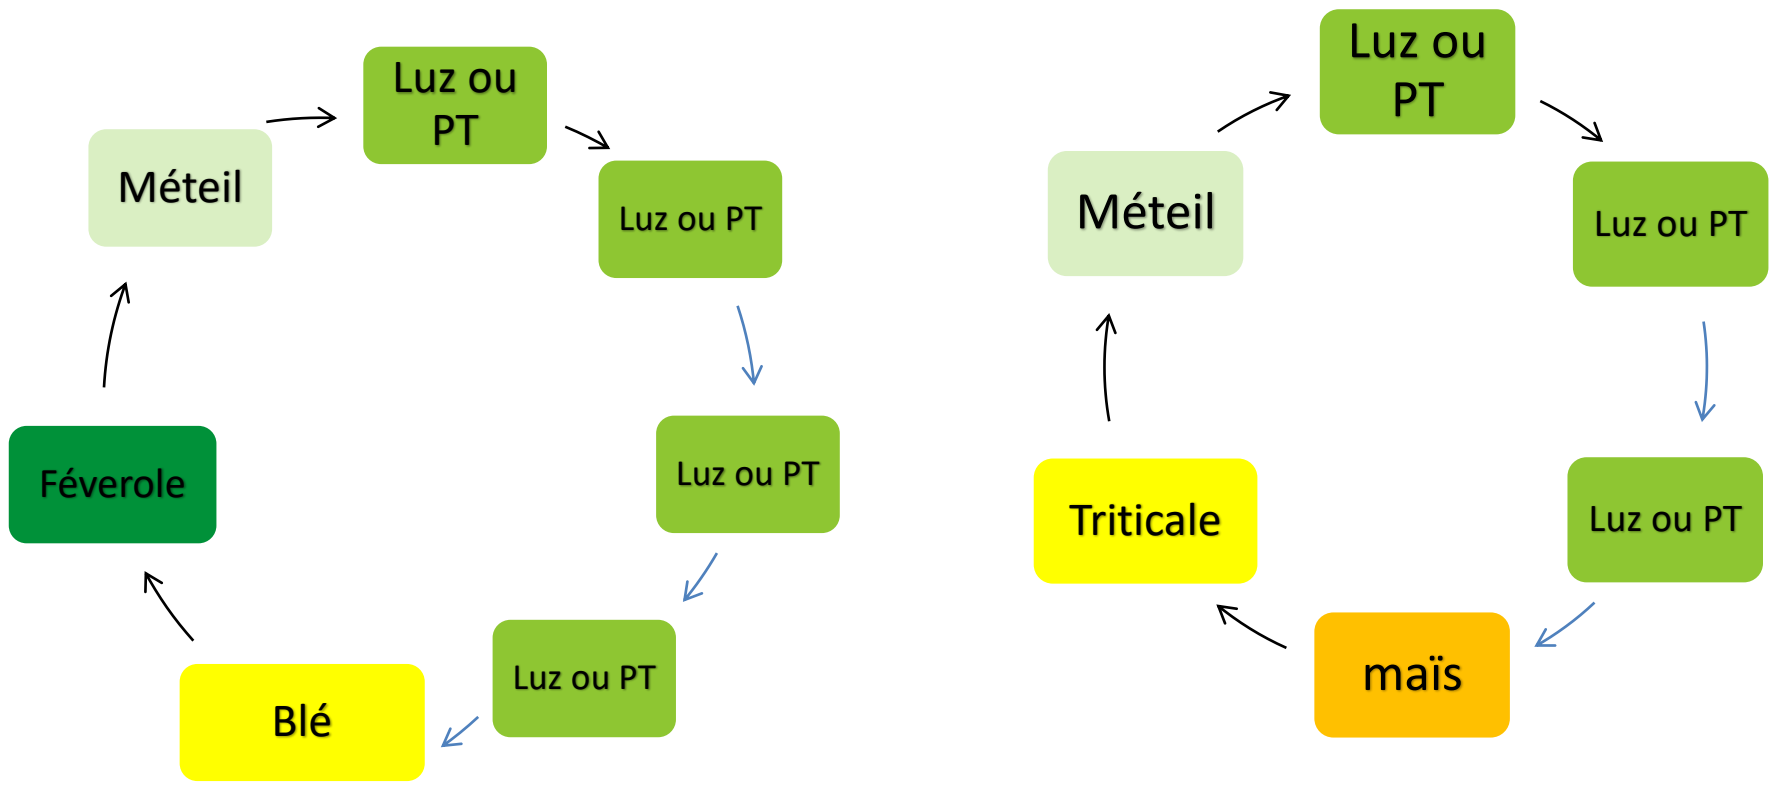 Luz ou
PT
Luz ou PT
Luz ou PT
Luz ou PT
Blé
Féverole
Méteil
Luz ou
PT
Luz ou PT
Luz ou PT
maïs
Triticale
Méteil